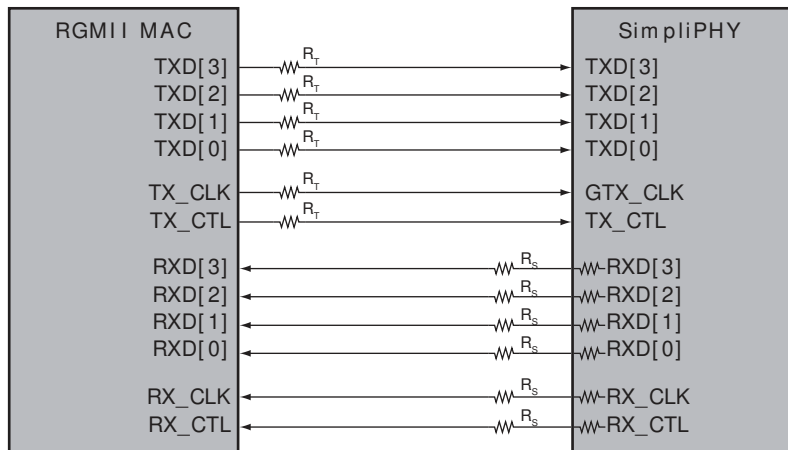 RGMII MAC SimpliPHY
TXD[3] R_T TXD[3]
TXD[2] R_T TXD[2]
TXD[1] R_T TXD[1]
TXD[0] R_T TXD[0]
TX_CLK R_T GTX_CLK
TX_CTL R_T TX_CTL
RXD[3] R_S RXD[3]
RXD[2] R_S RXD[2]
RXD[1] R_S RXD[1]
RXD[0] R_S RXD[0]
RX_CLK R_S RX_CLK
RX_CTL R_S RX_CTL